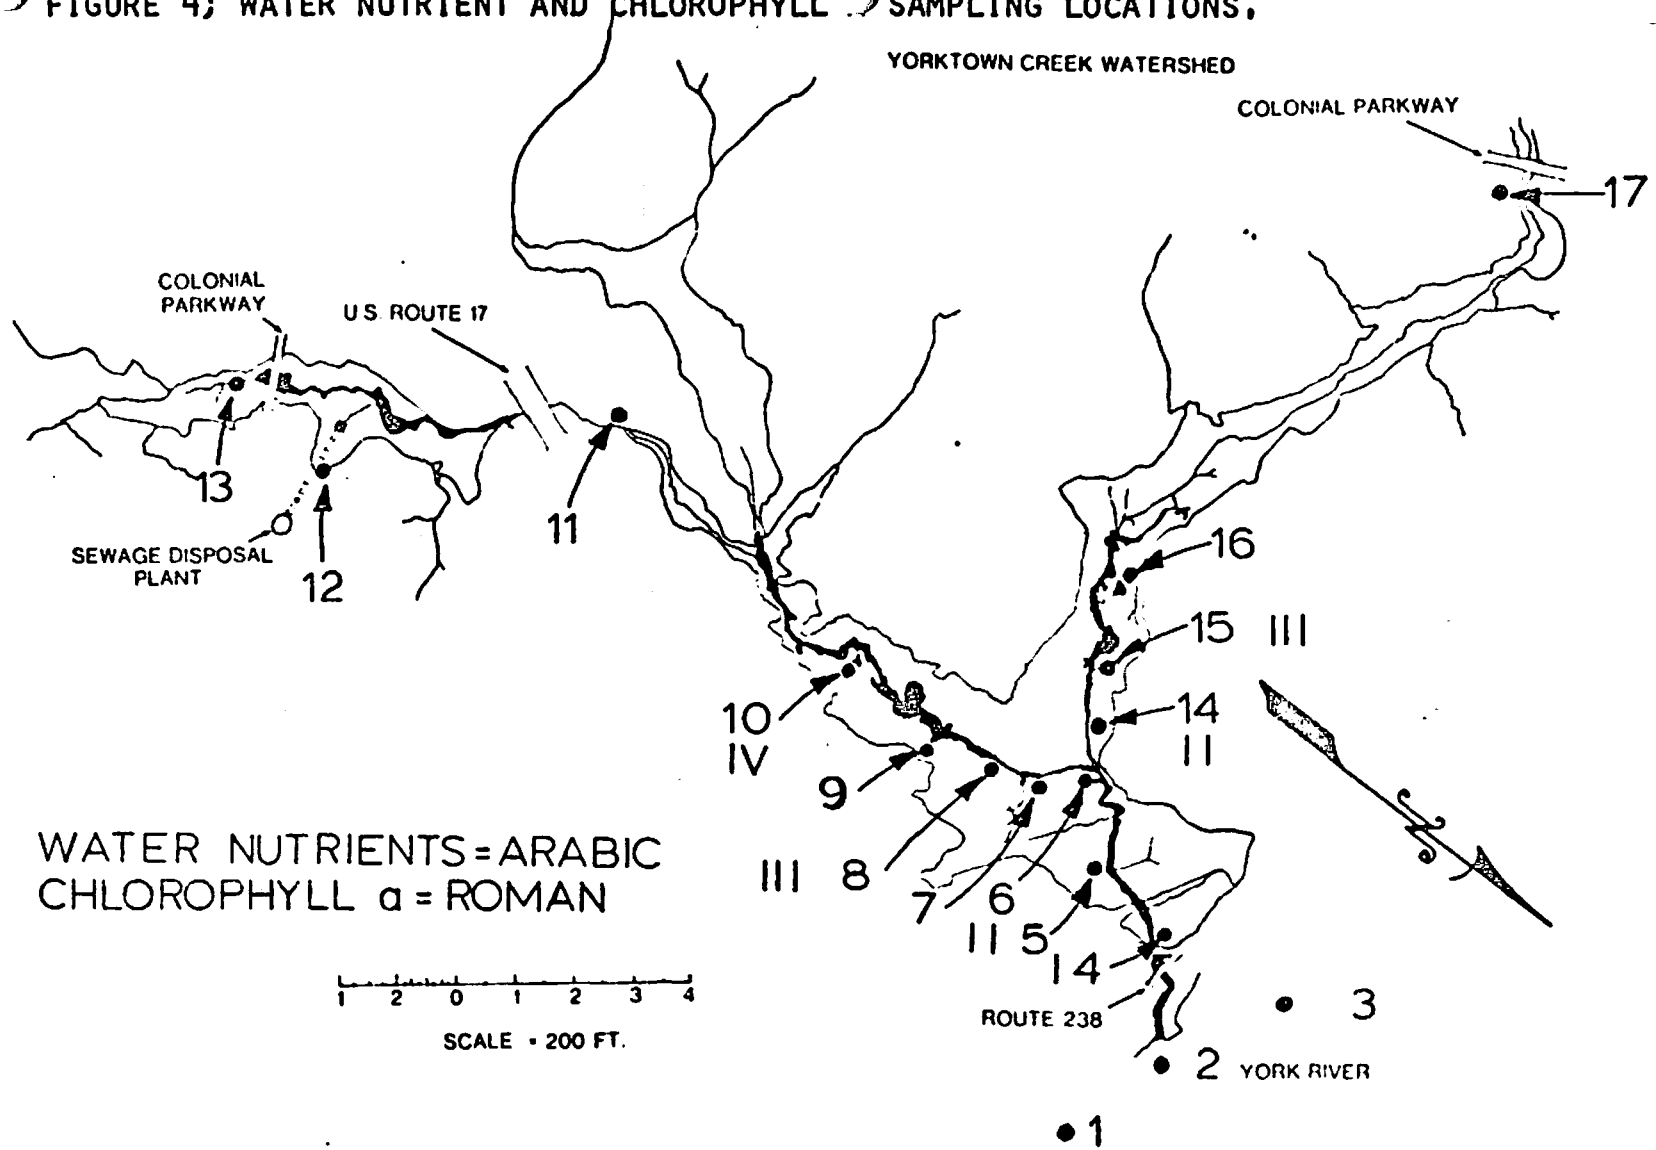 FIGURE 4; WATER NUTRIENT AND CHLOROPHYLL SAMPLING LOCATIONS.
YORKTOWN CREEK WATERSHED
COLONIAL PARKWAY
17
COLONIAL
PARKWAY
U.S. ROUTE 17
13
11
SEWAGE DISPOSAL
PLANT
12
16
15 III
10
IV
14
II
9
WATER NUTRIENTS=ARABIC
CHLOROPHYLL a = ROMAN
III 8
7
6
II
5
I 4
1 2 0 1 2 3 4
SCALE = 200 FT.
ROUTE 238
3
2 YORK RIVER
1
N